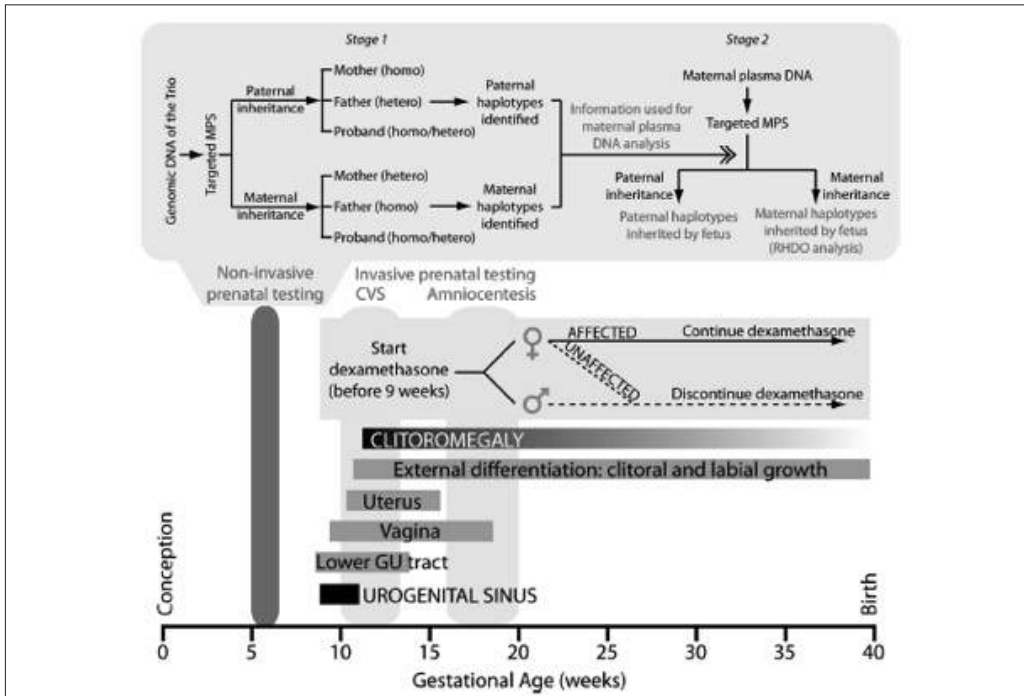 Stage 1
Stage 2
Genomic DNA of the Trio
Targeted MPS
Paternal
inheritance
Mother (homo)
Father (hetero)
Proband (homo/hetero)
Paternal
haplotypes
identified
Maternal
inheritance
Mother (hetero)
Father (homo)
Proband (homo/hetero)
Maternal
haplotypes
identified
Information used for
maternal plasma
DNA analysis
Maternal plasma DNA
Targeted MPS
Paternal
inheritance
Maternal
inheritance
Paternal haplotypes
inherited by fetus
Maternal haplotypes
inherited by fetus
(RHDO analysis)
Non-invasive
prenatal testing
Invasive prenatal testing
CVS
Amniocentesis
Start
dexamethasone
(before 9 weeks)
♀
♂
AFFECTED
UNAFFECTED
Continue dexamethasone
Discontinue dexamethasone
CLITOROMEGALY
External differentiation: clitoral and labial growth
Uterus
Vagina
Lower GU tract
UROGENITAL SINUS
Conception
Birth
0 5 10 15 20 25 30 35 40
Gestational Age (weeks)